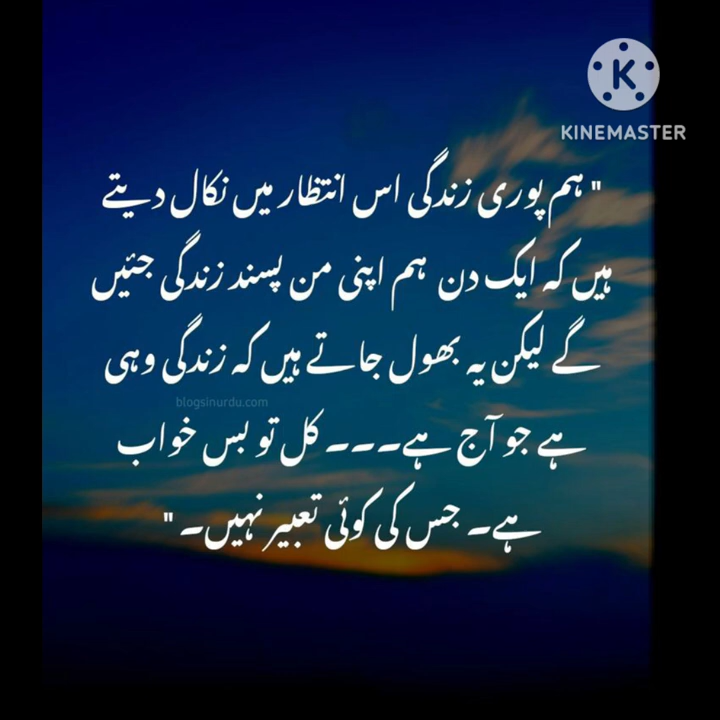 KINEMASTER
" ہم پوری زندگی اس انتظار میں نکال دیتے
ہیں کہ ایک دن ہم اپنی من پسند زندگی جئیں
گے لیکن یہ بھول جاتے ہیں کہ زندگی وہی
blogsinurdu.com
ہے جو آج ہے۔۔۔ کل تو بس خواب
ہے۔ جس کی کوئی تعبیر نہیں۔ "